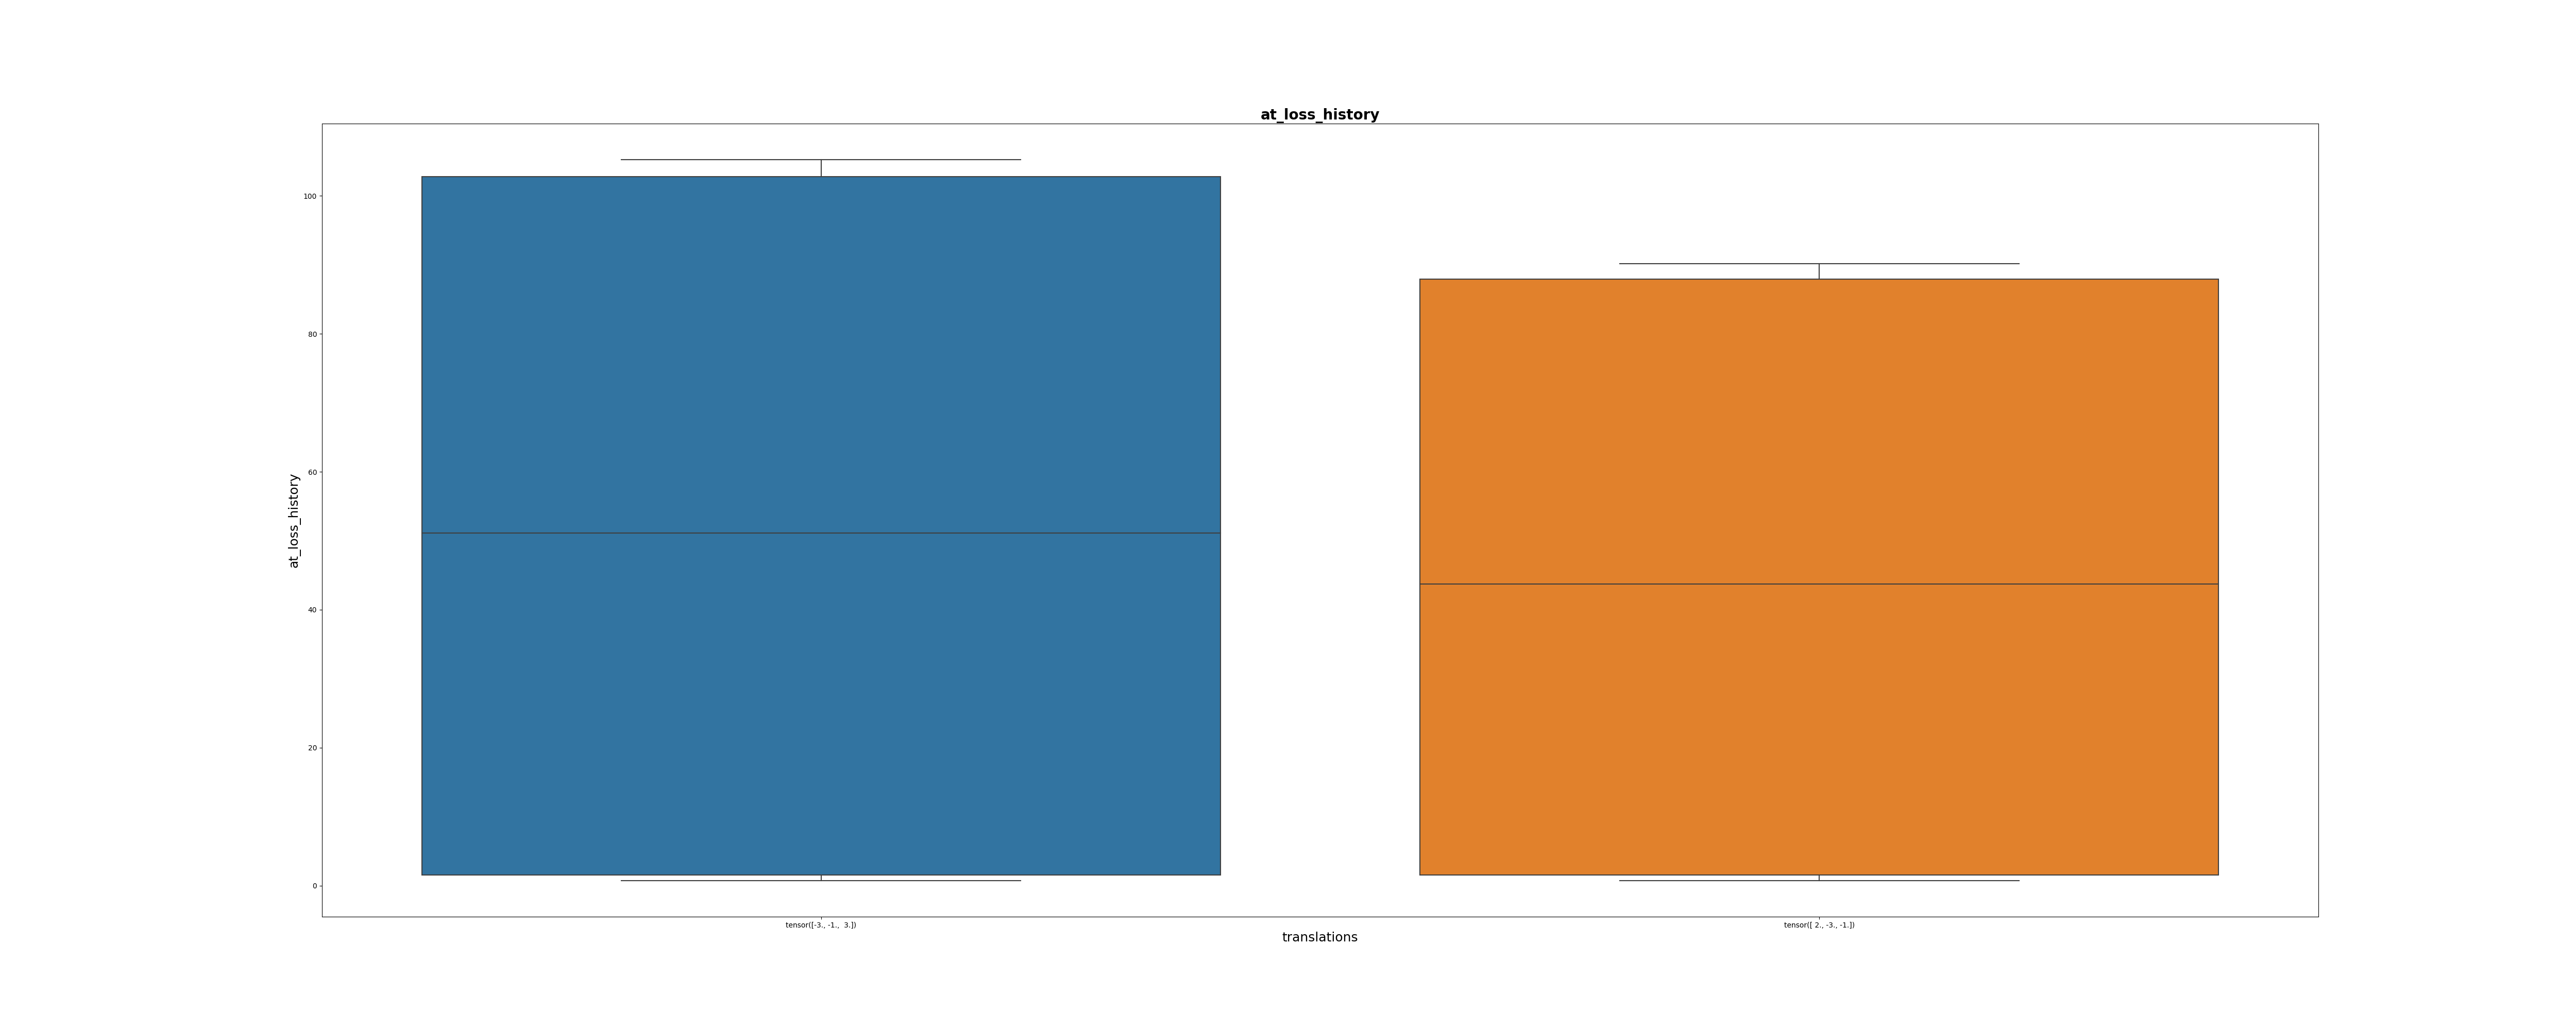 at_loss_history
100
80
60
40
20
0
at_loss_history
tensor([-3., -1.,  3.])
tensor([ 2., -3., -1.])
translations